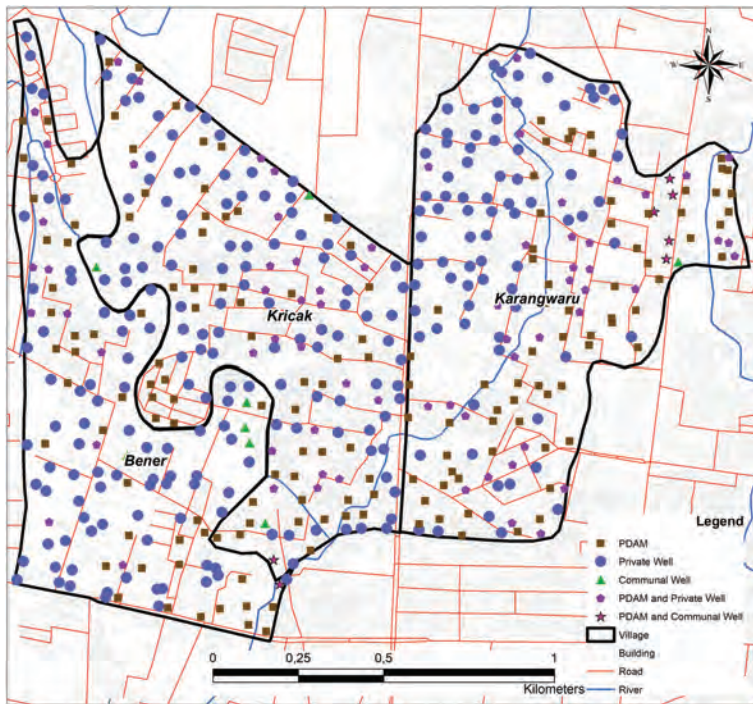 N
W E
S
Kricak
Karangwaru
Bener
Legend
PDAM
Private Well
Communal Well
PDAM and Private Well
PDAM and Communal Well
Village
Building
Road
River
0 0,25 0,5 1
Kilometers